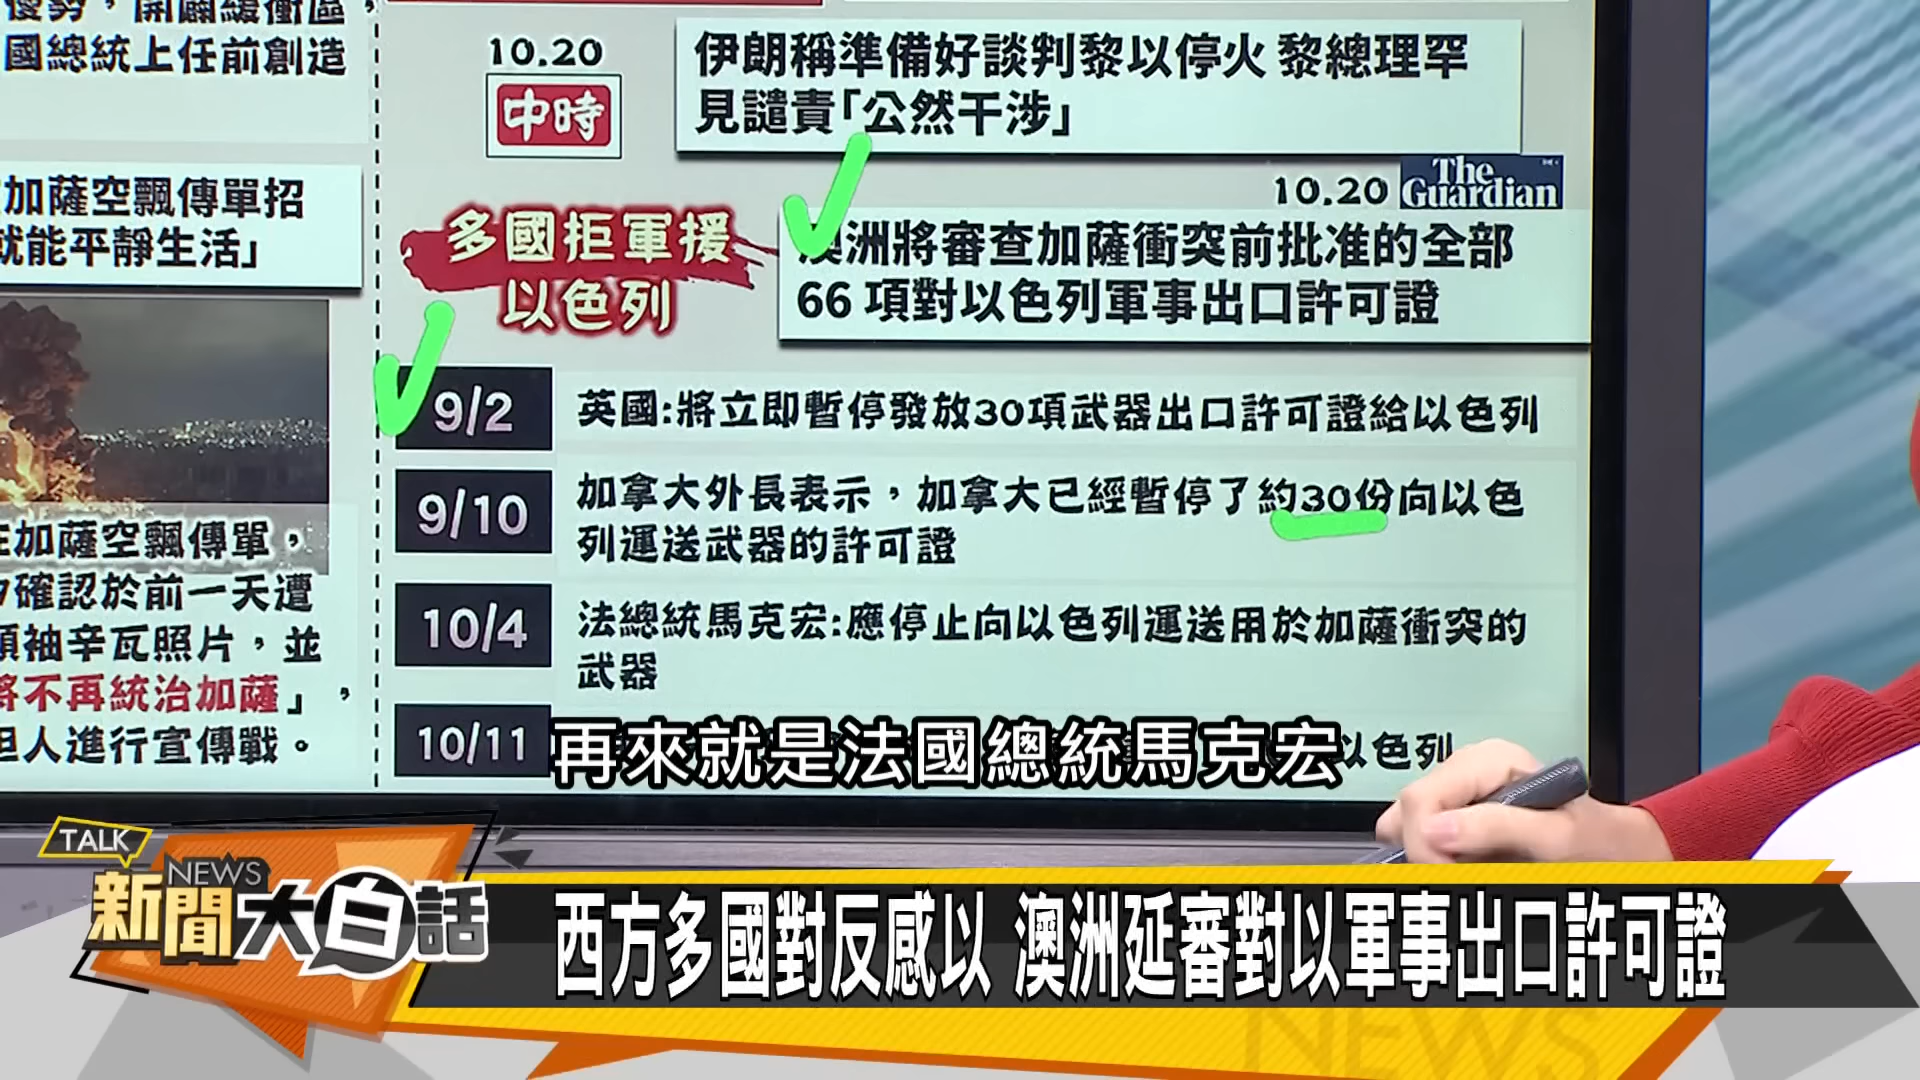 優勢，開闢緩衝區，
國總統上任前創造
加薩空飄傳單招
就能平靜生活」
在加薩空飄傳單，
確認於前一天遭
領袖辛瓦照片，並
將不再統治加薩」，
坦人進行宣傳戰。
10.20
中時
伊朗稱準備好談判黎以停火 黎總理罕
見譴責「公然干涉」
10.20 The Guardian
多國拒軍援
以色列
澳洲將審查加薩衝突前批准的全部
66 項對以色列軍事出口許可證
9/2
英國:將立即暫停發放30項武器出口許可證給以色列
9/10
加拿大外長表示，加拿大已經暫停了約30份向以色
列運送武器的許可證
10/4
法總統馬克宏:應停止向以色列運送用於加薩衝突的
武器
10/11
以色列
再來就是法國總統馬克宏
TALK
NEWS
新聞大白話
西方多國對反感以 澳洲延審對以軍事出口許可證
NEWS